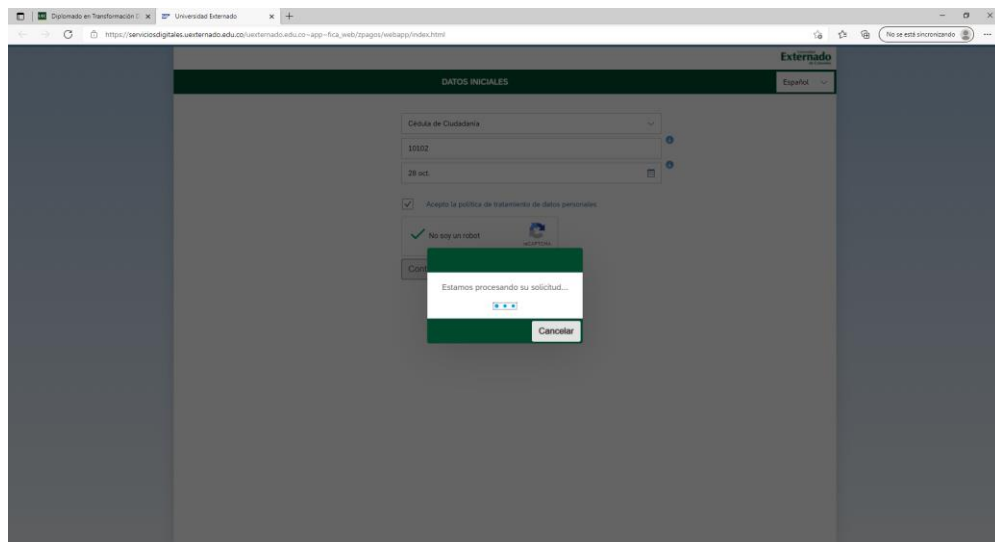 Diplomado en Transformación
Universidad Externado
https://serviciosdigitales.uexternado.edu.co/uexternado.edu.co~app~fica_web/zpagos/webapp/index.html
No se está sincronizando
Externado
DATOS INICIALES
Español
Cédula de Ciudadanía
10102
28 oct.
Acepto la política de tratamiento de datos personales
No soy un robot
reCAPTCHA
Cont
Estamos procesando su solicitud...
Cancelar